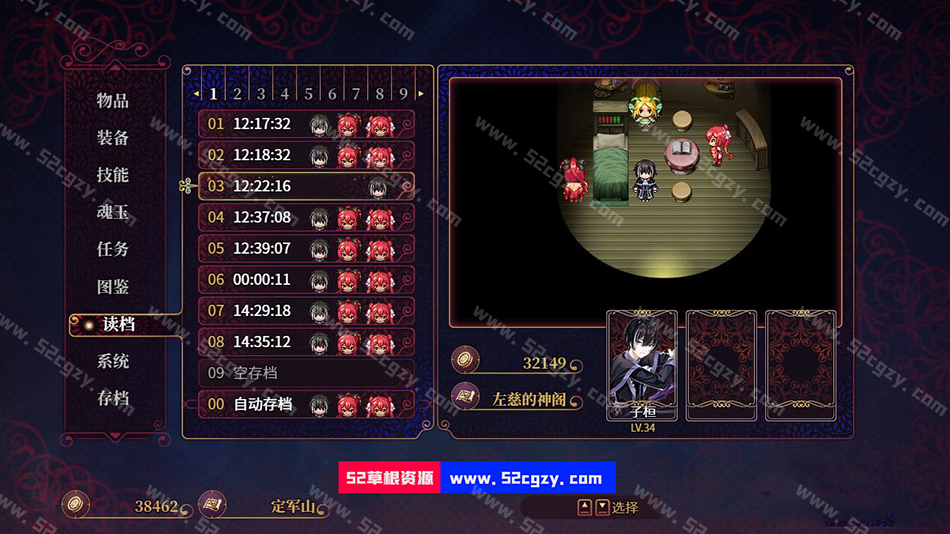 物品
装备
技能
魂玉
任务
图鉴
读档
系统
存档
1 2 3 4 5 6 7 8 9
01 12:17:32
02 12:18:32
03 12:22:16
04 12:37:08
05 12:39:07
06 00:00:11
07 14:29:18
08 14:35:12
09 空存档
00 自动存档
32149
左慈的神阁
子桓
LV.34
52草根资源 www.52cgzy.com
38462
定军山
选择
www.52cgzy.com